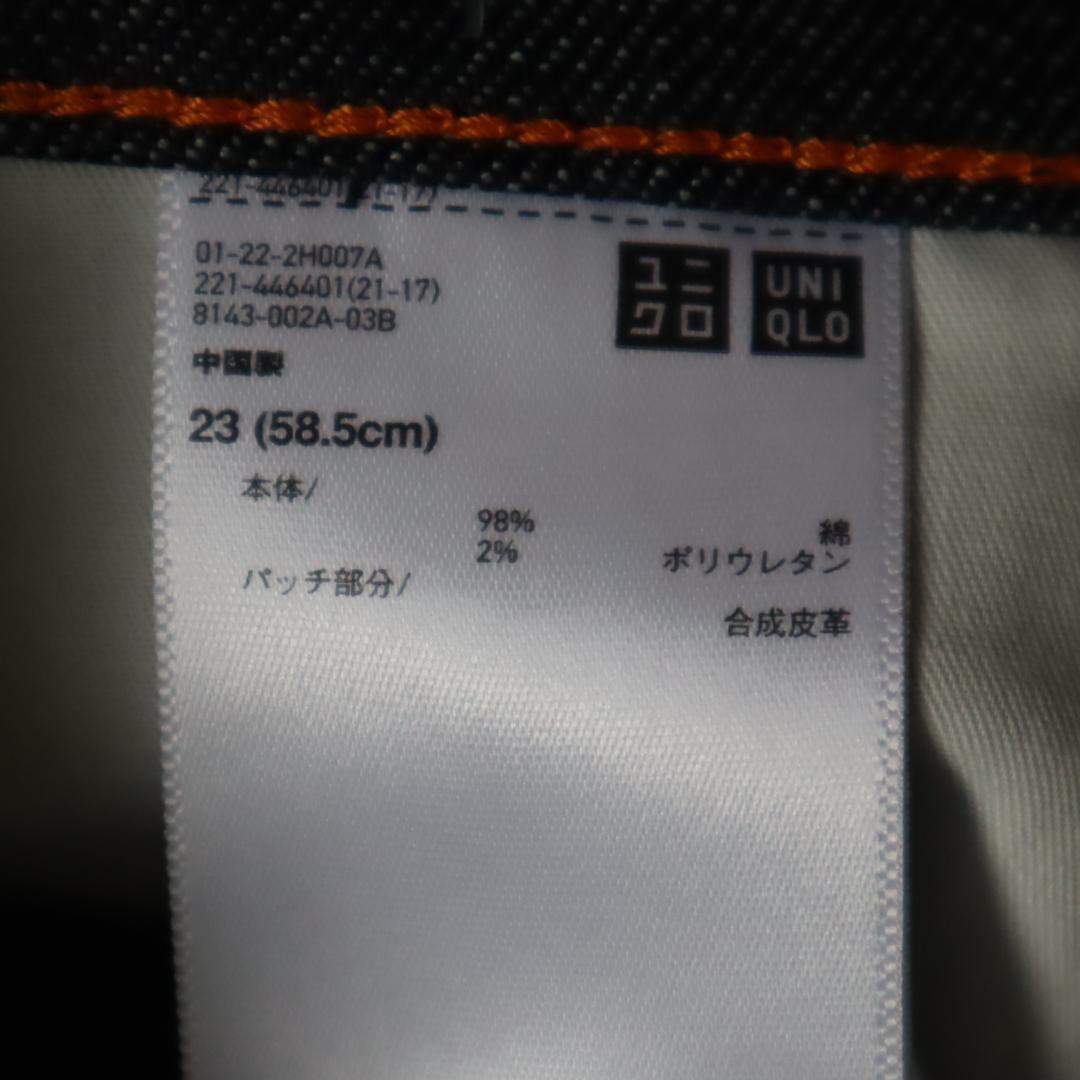 221-446401(21-17)
01-22-2H007A
221-446401(21-17)
8143-002A-03B
中国製
ユニ
クロ
UNI
QLO
23 (58.5cm)
本体/
98% 綿
2% ポリウレタン
パッチ部分/
合成皮革